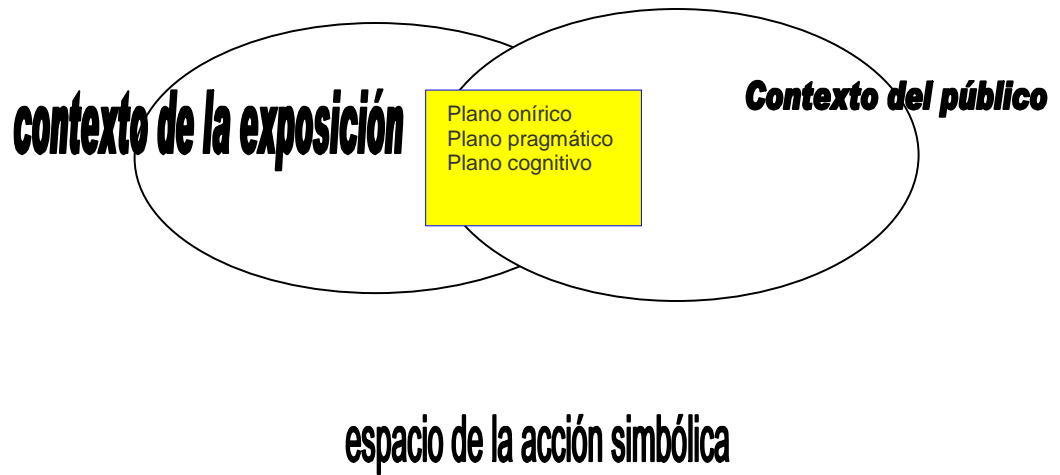 contexto de la exposición
Plano onírico
Plano pragmático
Plano cognitivo
Contexto del público
espacio de la acción simbólica